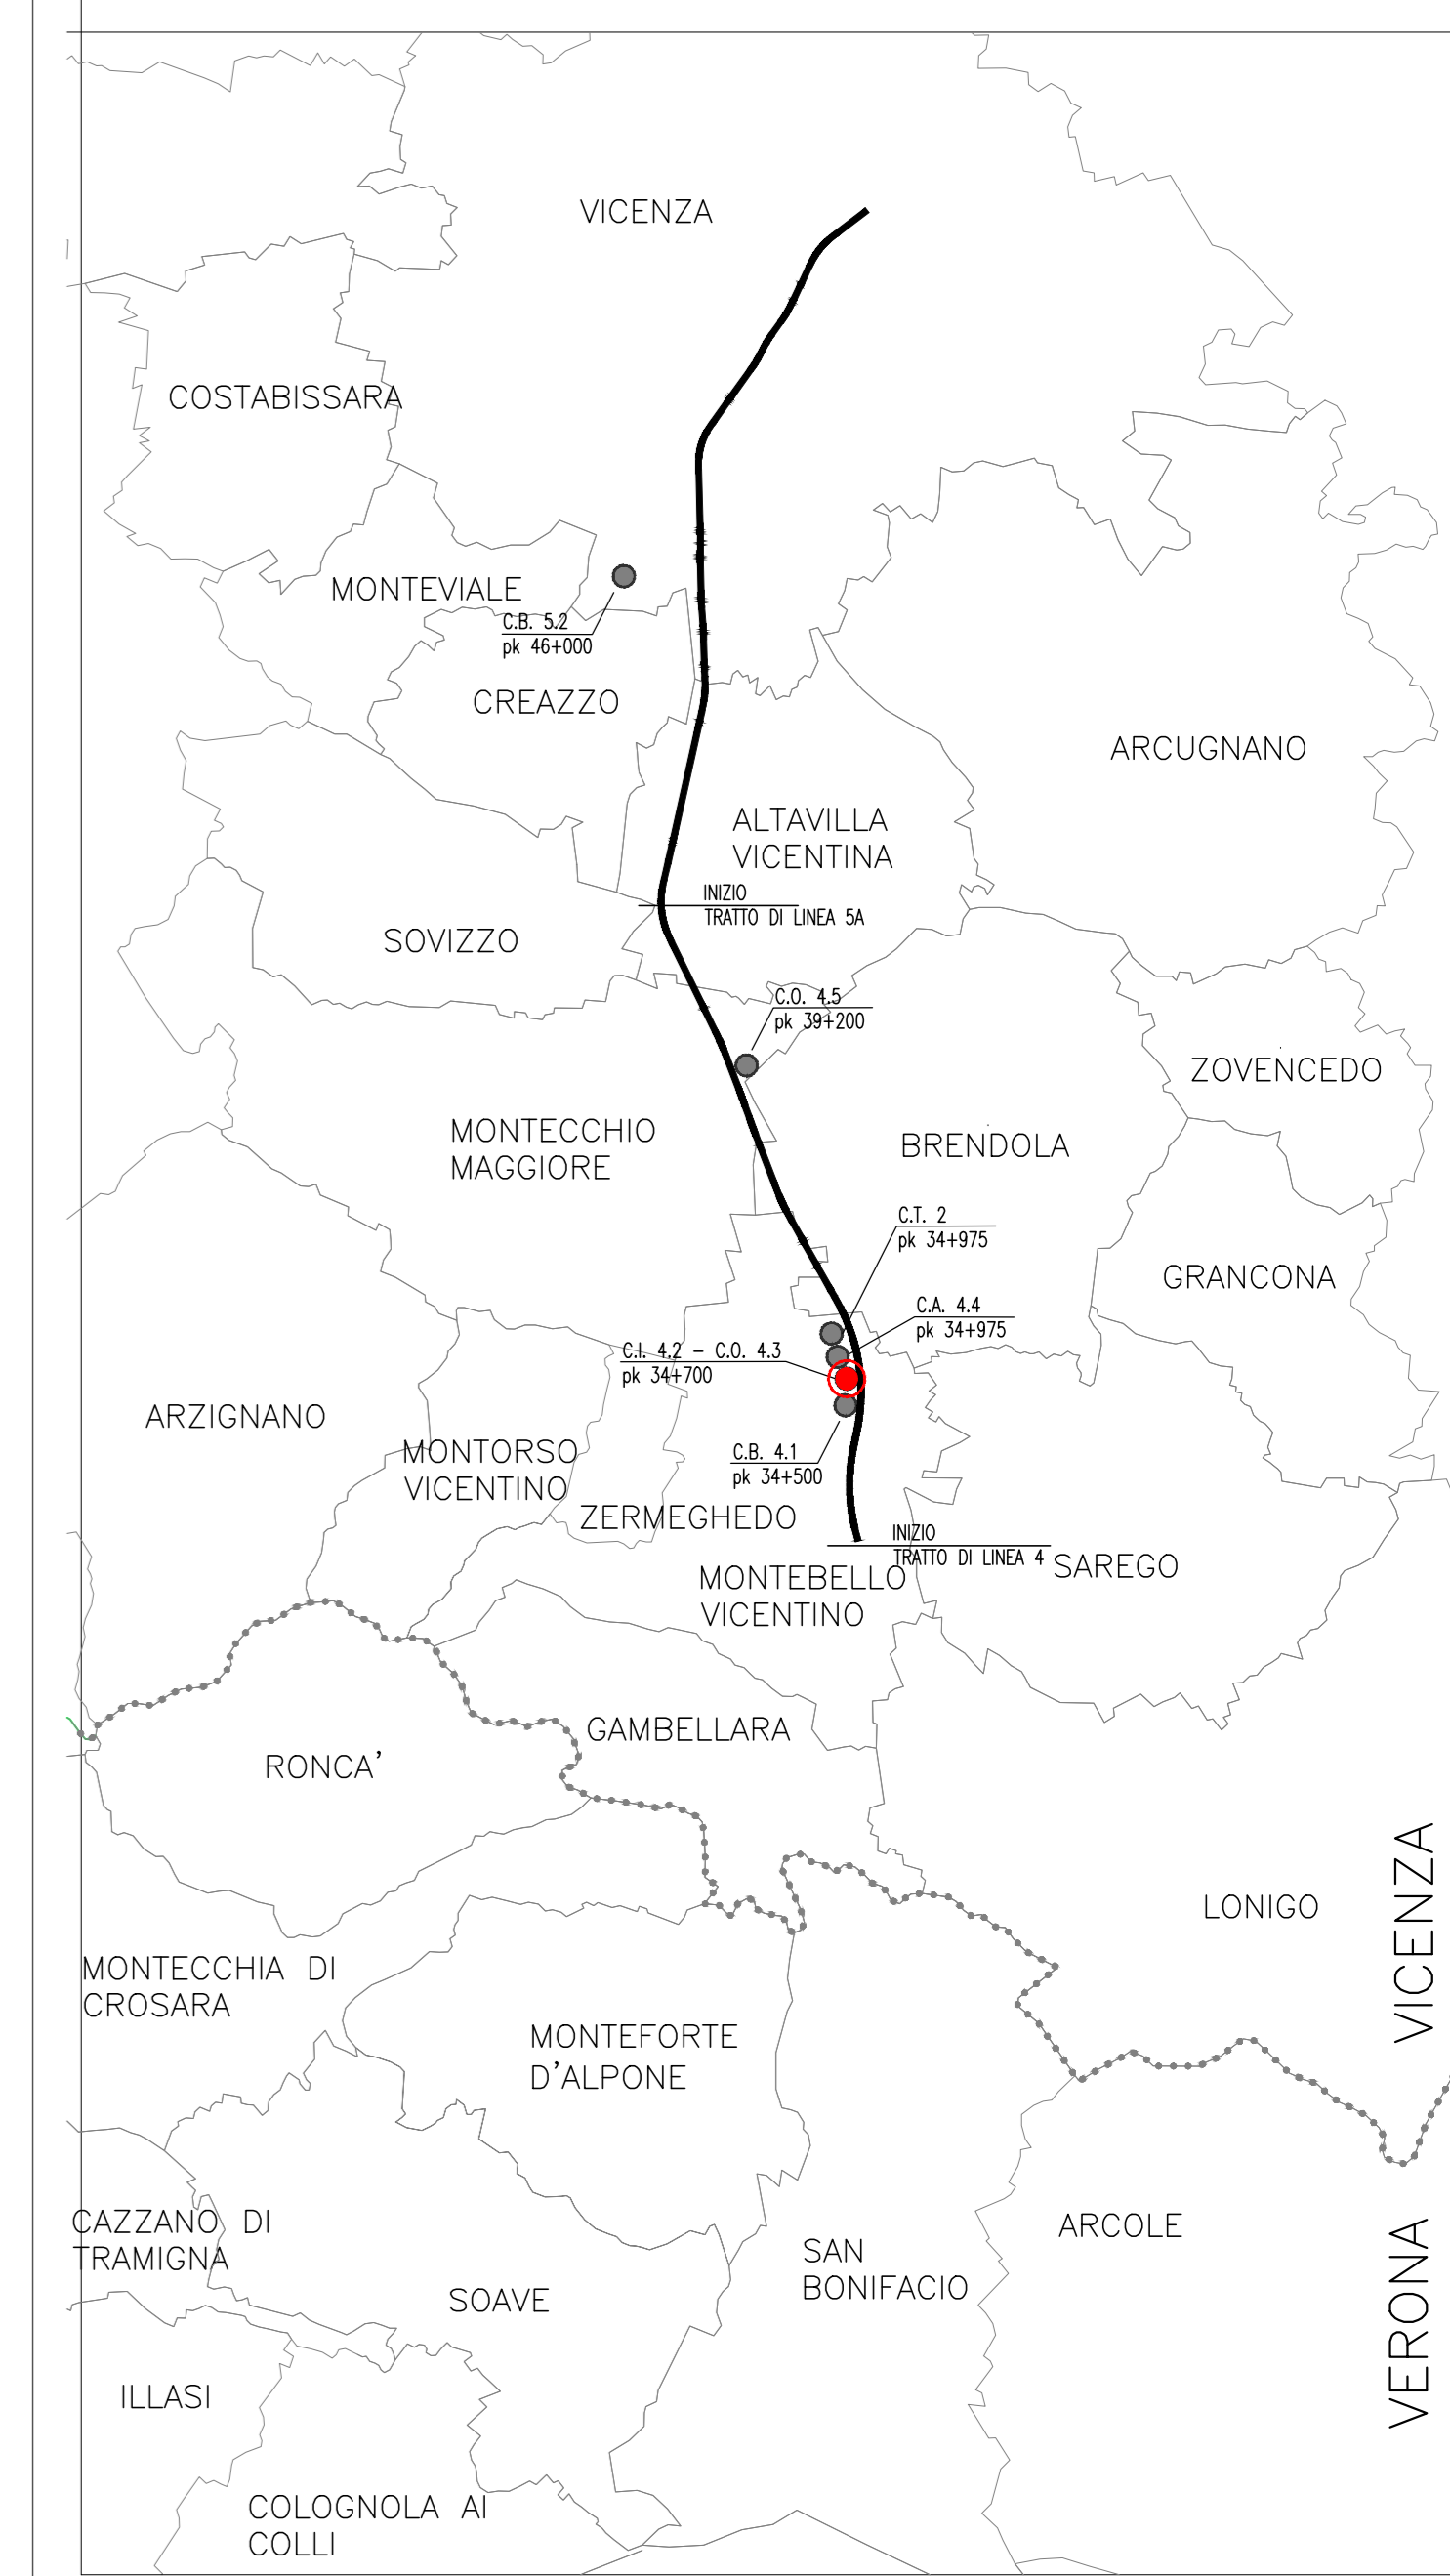 VICENZA
COSTABISSARA
MONTEVIALE
C.B. 5.2
pk 46+000
CREAZZO
ARCUGNANO
ALTAVILLA
VICENTINA
INIZIO
TRATTO DI LINEA 5A
SOVIZZO
C.O. 4.5
pk 39+200
ZOVENCEDO
MONTECCHIO
MAGGIORE
BRENDOLA
C.T. 2
pk 34+975
GRANCONA
C.A. 4.4
pk 34+975
C.I. 4.2 - C.O. 4.3
pk 34+700
ARZIGNANO
MONTORSO
VICENTINO
C.B. 4.1
pk 34+500
ZERMEGHEDO
INIZIO
TRATTO DI LINEA 4
SAREGO
MONTEBELLO
VICENTINO
GAMBELLARA
RONCA'
VICENZA
LONIGO
MONTECCHIA DI
CROSARA
MONTEFORTE
D'ALPONE
CAZZANO DI
TRAMIGNA
ARCOLE
SAN
BONIFACIO
SOAVE
VERONA
ILLASI
COLOGNOLA AI
COLLI